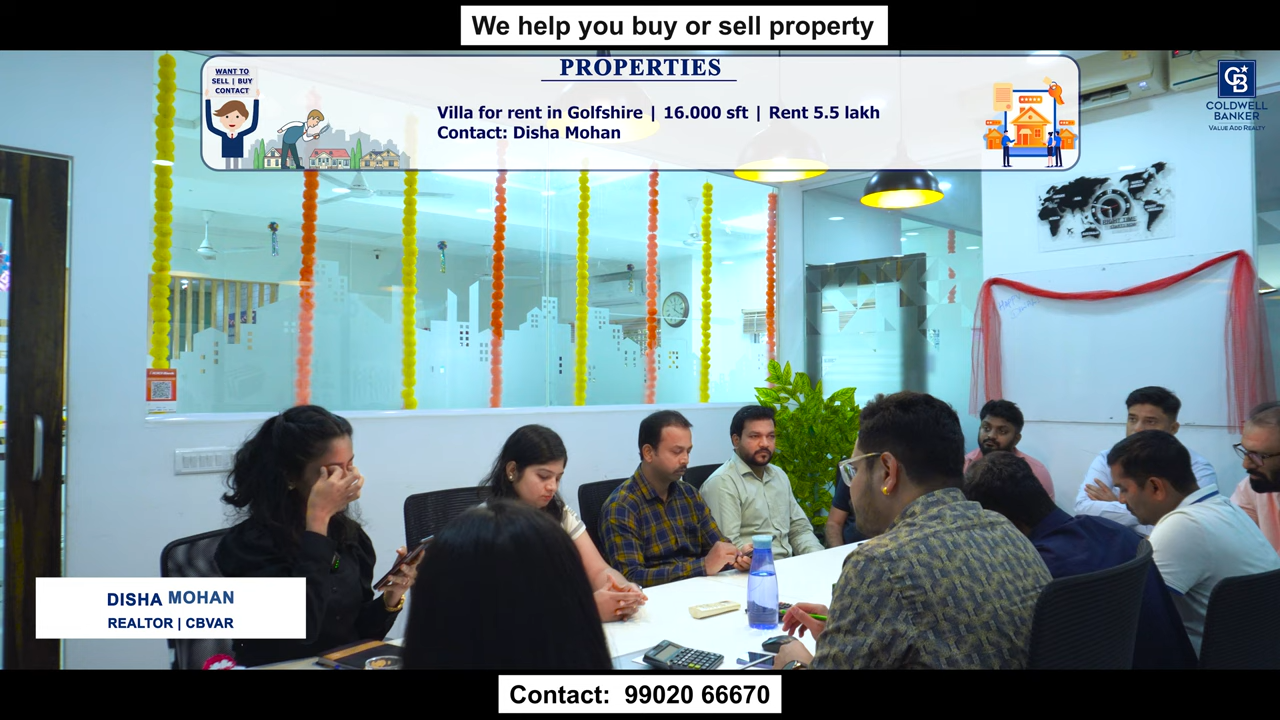 We help you buy or sell property
PROPERTIES
WANT TO
SELL | BUY
CONTACT
Villa for rent in Golfshire | 16.000 sft | Rent 5.5 lakh
Contact: Disha Mohan
CB
COLDWELL
BANKER
VALUE ADD REALTY
DISHA MOHAN
REALTOR | CBVAR
Contact: 99020 66670